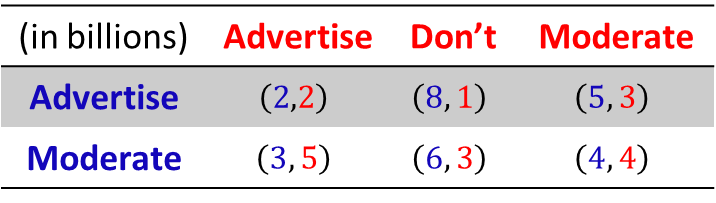 (in billions) Advertise Don't Moderate
Advertise (2,2) (8, 1) (5, 3)
Moderate (3, 5) (6, 3) (4, 4)